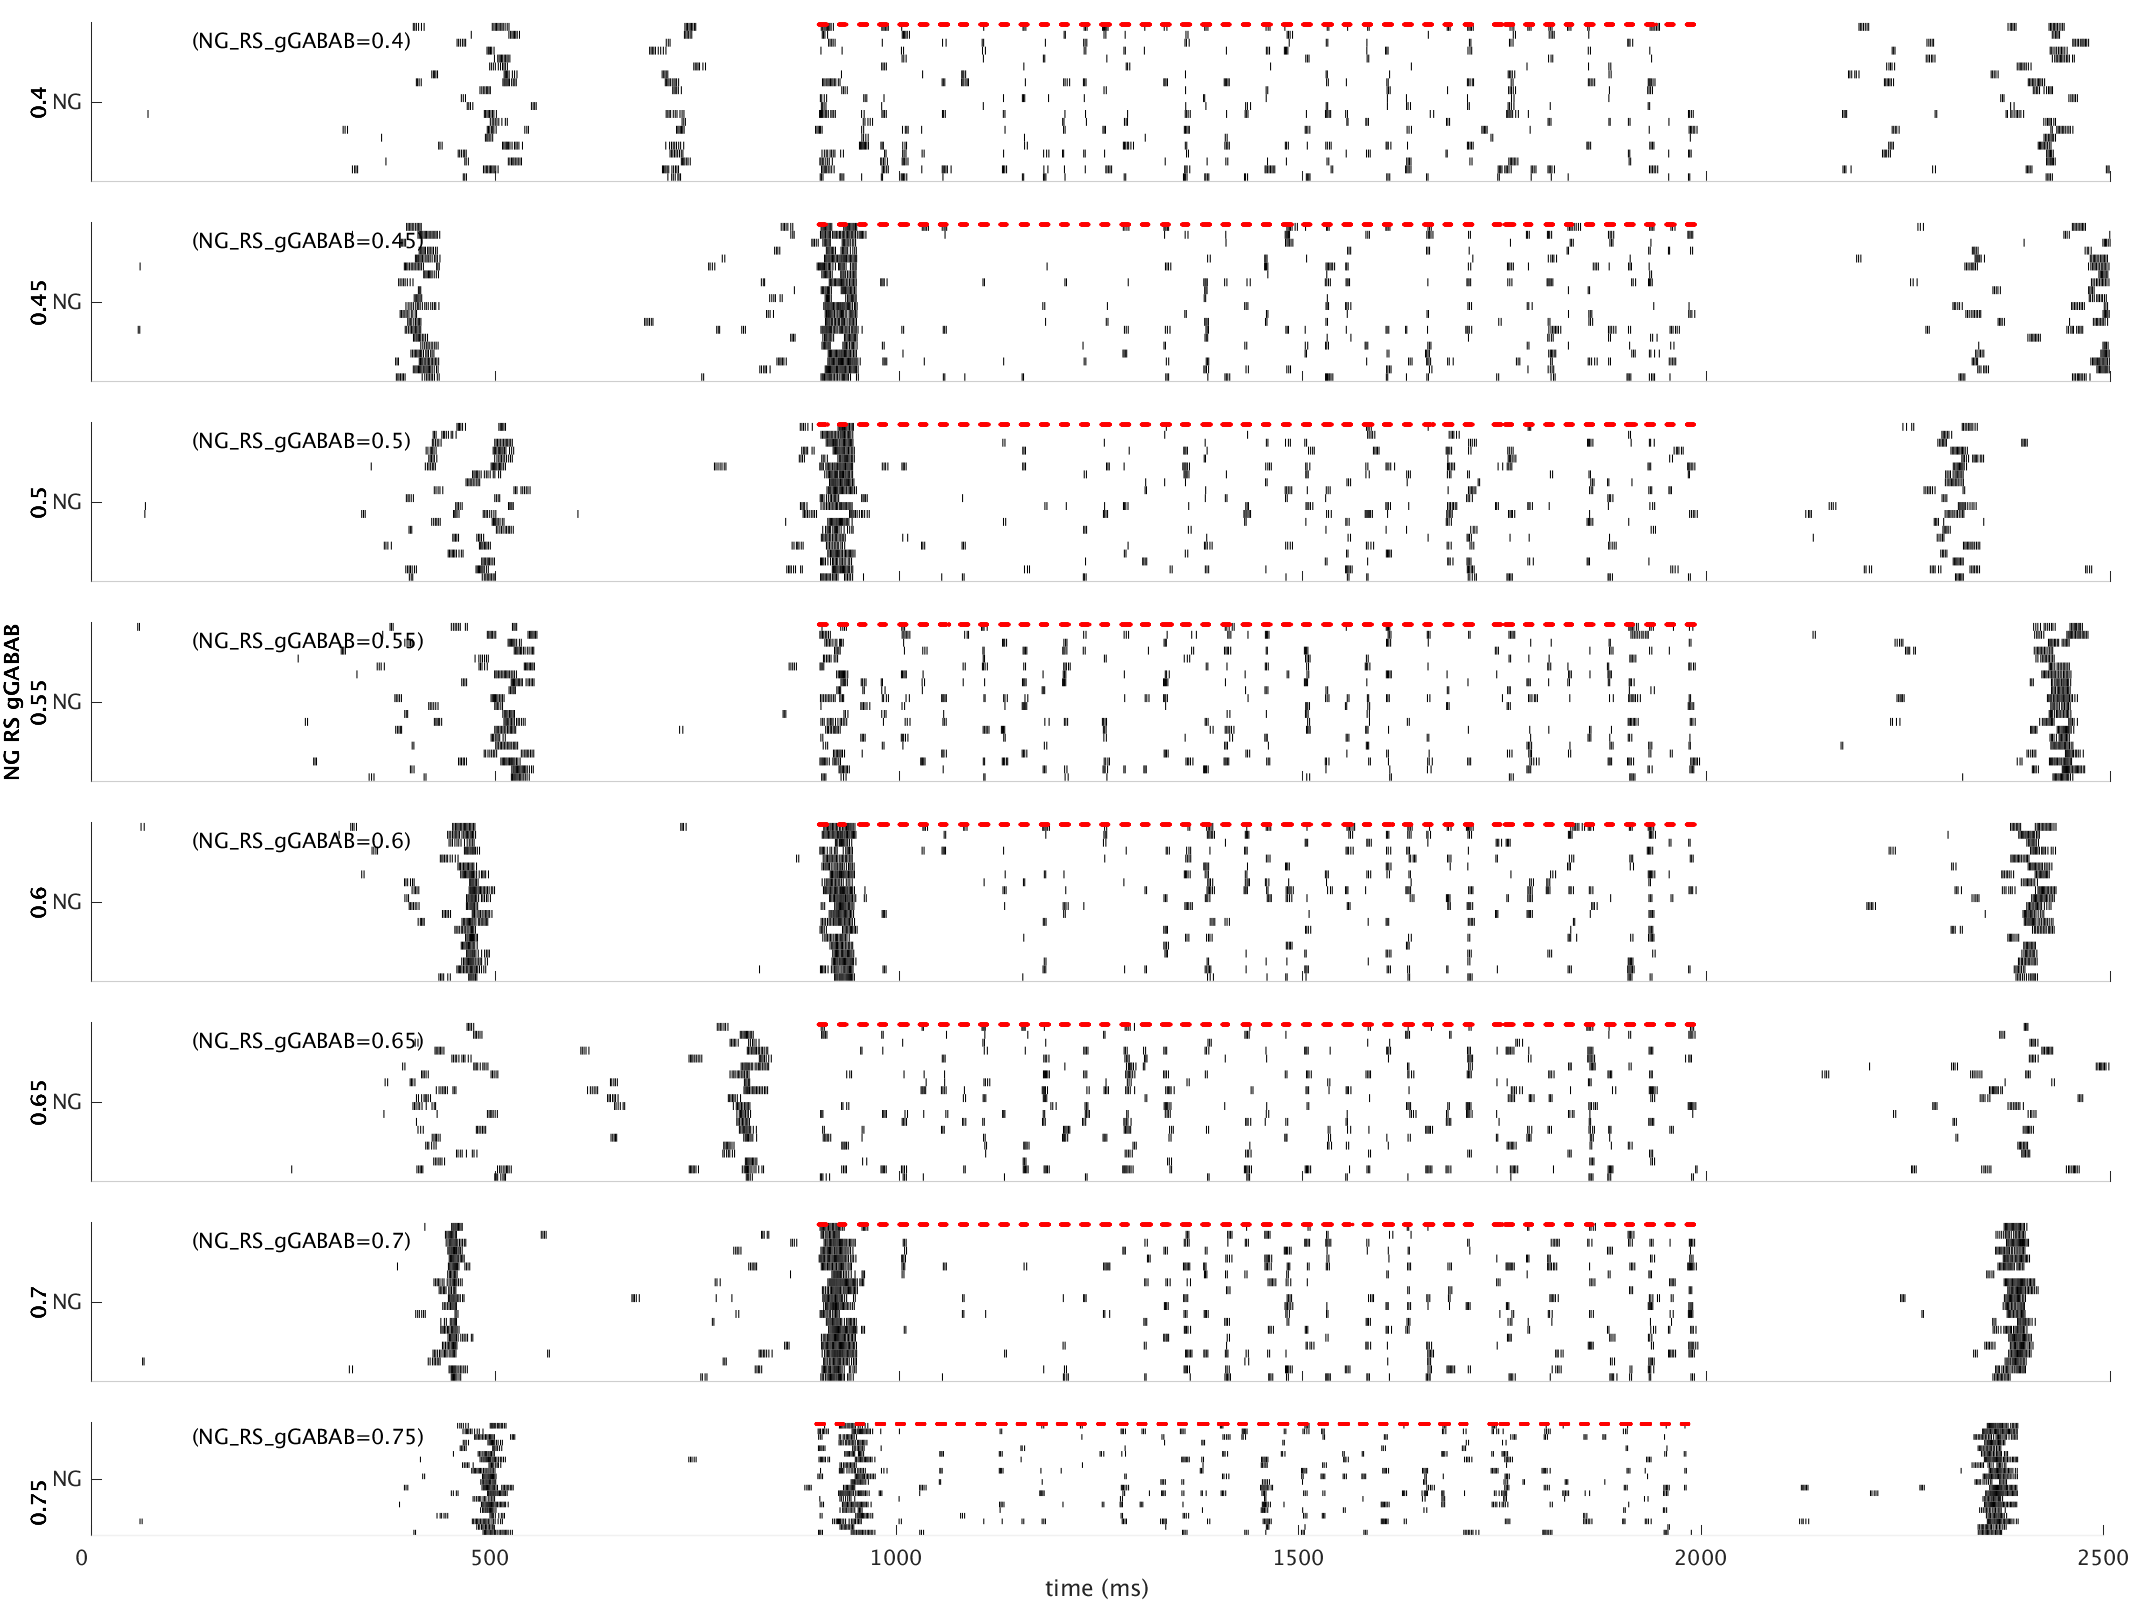 (NG_RS_gGABAB=0.4)
0.4 NG
(NG_RS_gGABAB=0.45)
0.45 NG
(NG_RS_gGABAB=0.5)
0.5 NG
(NG_RS_gGABAB=0.55)
0.55 NG
NG RS gGABAB
(NG_RS_gGABAB=0.6)
0.6 NG
(NG_RS_gGABAB=0.65)
0.65 NG
(NG_RS_gGABAB=0.7)
0.7 NG
(NG_RS_gGABAB=0.75)
0.75 NG
0 500 1000 1500 2000 2500
time (ms)